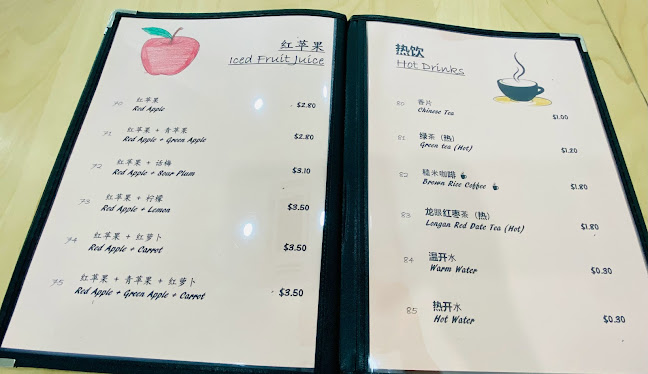 红苹果
Iced Fruit Juice
70 红苹果 $2.80
Red Apple
71 红苹果 + 青苹果 $2.80
Red Apple + Green Apple
72 红苹果 + 话梅 $3.10
Red Apple + Sour Plum
73 红苹果 + 柠檬 $3.50
Red Apple + Lemon
74 红苹果 + 红萝卜 $3.50
Red Apple + Carrot
75 红苹果 + 青苹果 + 红萝卜 $3.50
Red Apple + Green Apple + Carrot
热饮
Hot Drinks
80 香片 $1.00
Chinese Tea
81 绿茶（热） $1.20
Green tea (Hot)
82 糙米咖啡 $1.80
Brown Rice Coffee
83 龙眼红枣茶（热） $1.80
Longan Red Date Tea (Hot)
84 温开水 $0.30
Warm Water
85 热开水 $0.30
Hot Water